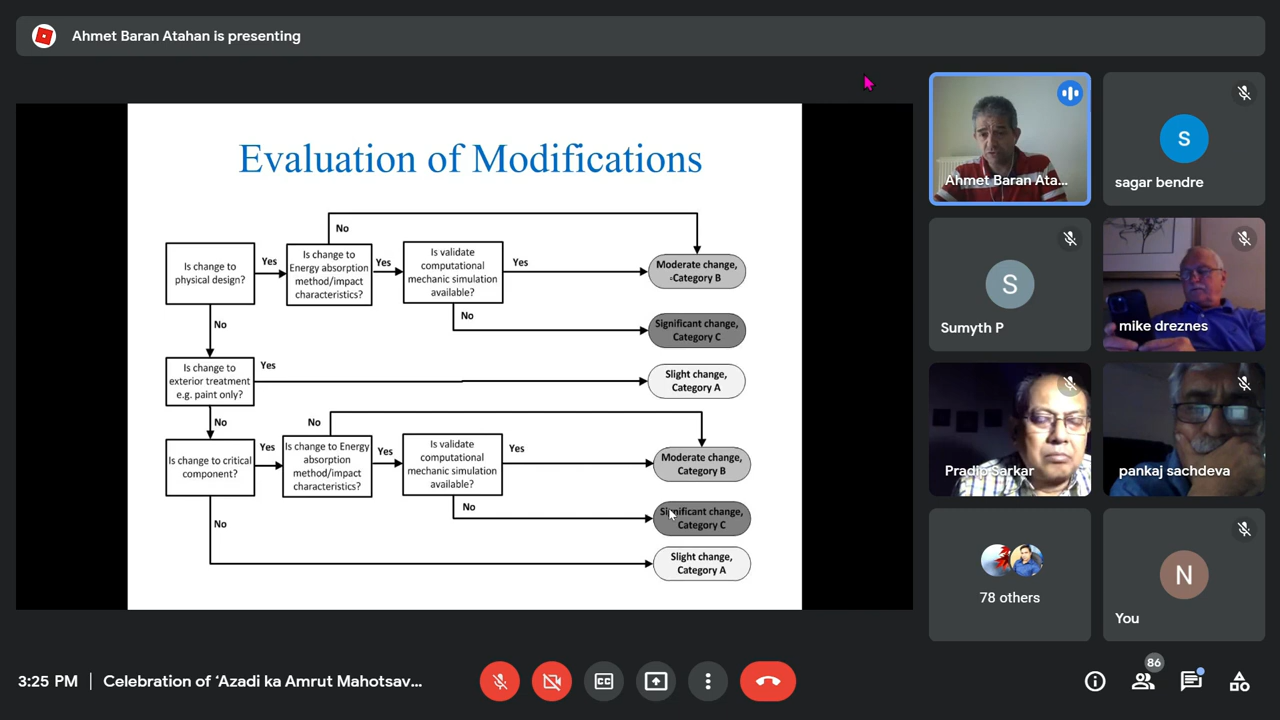 Ahmet Baran Atahan is presenting
Evaluation of Modifications
No
Is change to
physical design?
Yes
Is change to
Energy absorption
method/impact
characteristics?
Yes
Is validate
computational
mechanic simulation
available?
Yes
Moderate change,
-Category B
No
Significant change,
Category C
No
Is change to
exterior treatment
e.g. paint only?
Yes
Slight change,
Category A
No
No
Is change to critical
component?
Yes
Is change to Energy
absorption
method/impact
characteristics?
Yes
Is validate
computational
mechanic simulation
available?
Yes
Moderate change,
Category B
No
Significant change,
Category C
No
Slight change,
Category A
Ahmet Baran Ata...
S
sagar bendre
S
Sumyth P
mike dreznes
Pradip Sarkar
pankaj sachdeva
78 others
N
You
3:25 PM
Celebration of ‘Azadi ka Amrut Mahotsav...
86